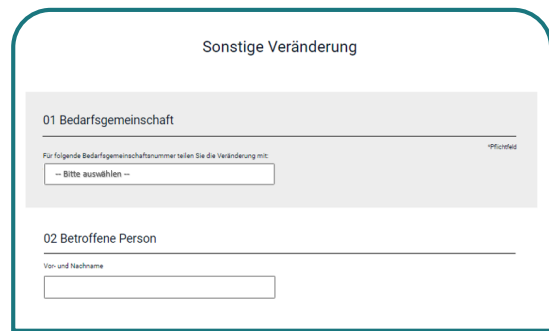 Sonstige Veränderung
01 Bedarfsgemeinschaft
*Pflichtfeld
Für folgende Bedarfsgemeinschaftsnummer teilen Sie die Veränderung mit:
-- Bitte auswählen --
02 Betroffene Person
Vor- und Nachname